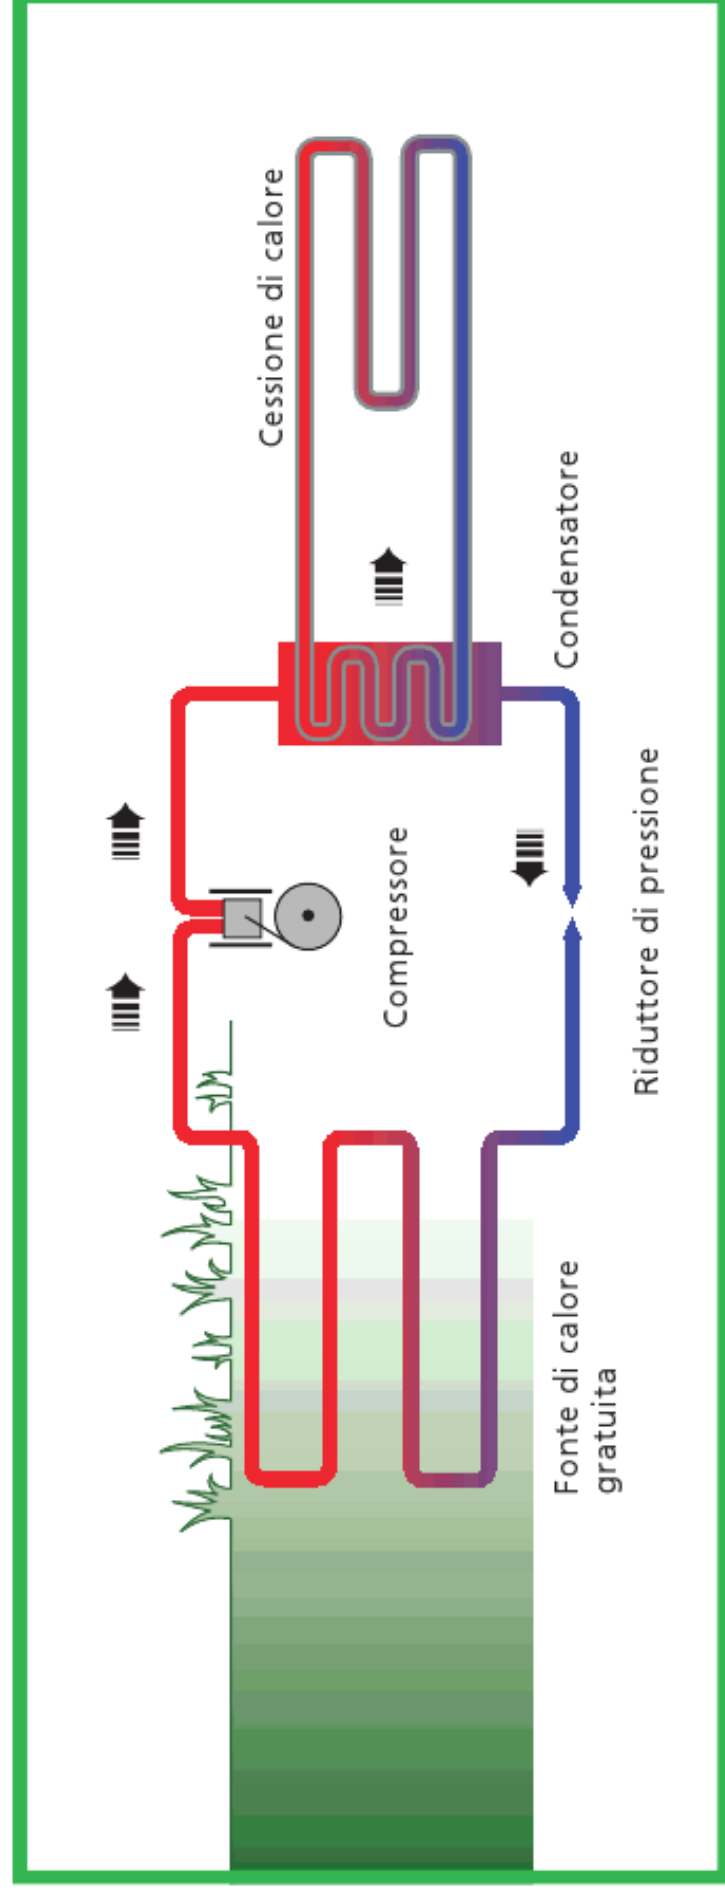 Cessione di calore
Condensatore
Compressore
Riduttore di pressione
Fonte di calore
gratuita